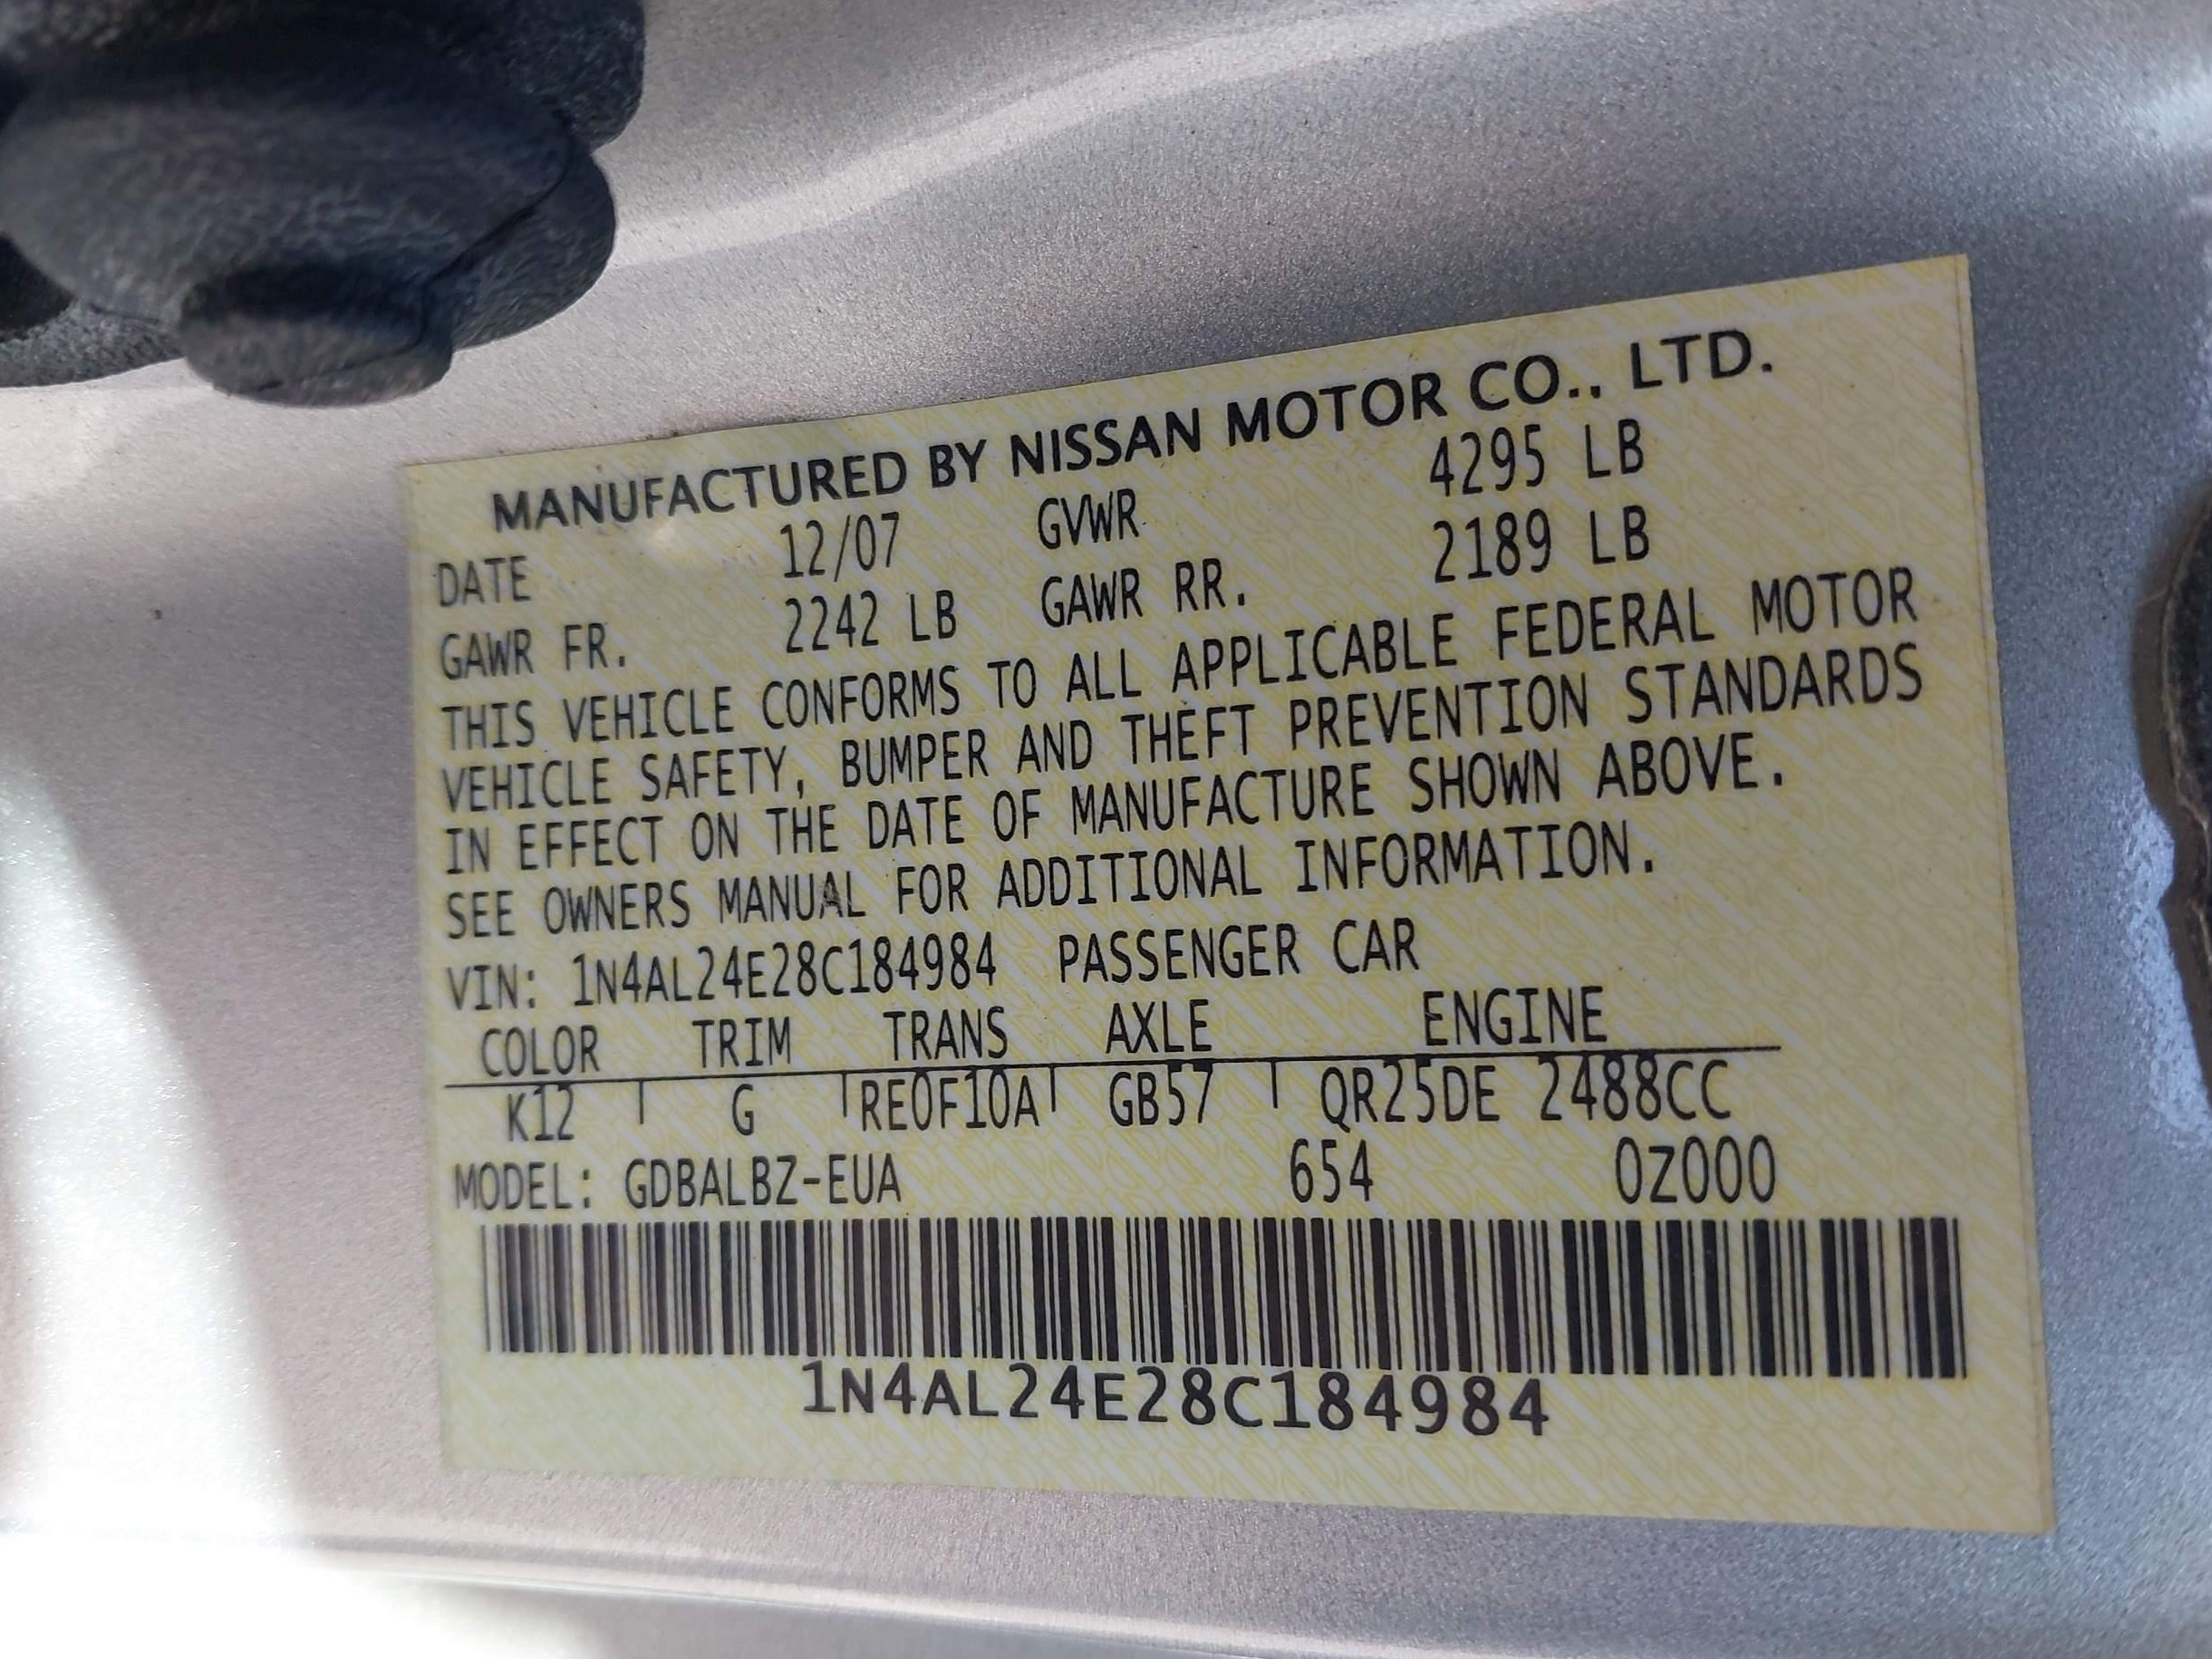 MANUFACTURED BY NISSAN MOTOR CO., LTD.
DATE 12/07 GVWR 4295 LB
GAWR FR. 2242 LB GAWR RR. 2189 LB
THIS VEHICLE CONFORMS TO ALL APPLICABLE FEDERAL MOTOR
VEHICLE SAFETY, BUMPER AND THEFT PREVENTION STANDARDS
IN EFFECT ON THE DATE OF MANUFACTURE SHOWN ABOVE.
SEE OWNERS MANUAL FOR ADDITIONAL INFORMATION.
VIN: 1N4AL24E28C184984 PASSENGER CAR
COLOR TRIM TRANS AXLE ENGINE
K12 G RE0F10A GB57 QR25DE 2488CC
MODEL: GDBALBZ-EUA 654 0Z000
1N4AL24E28C184984